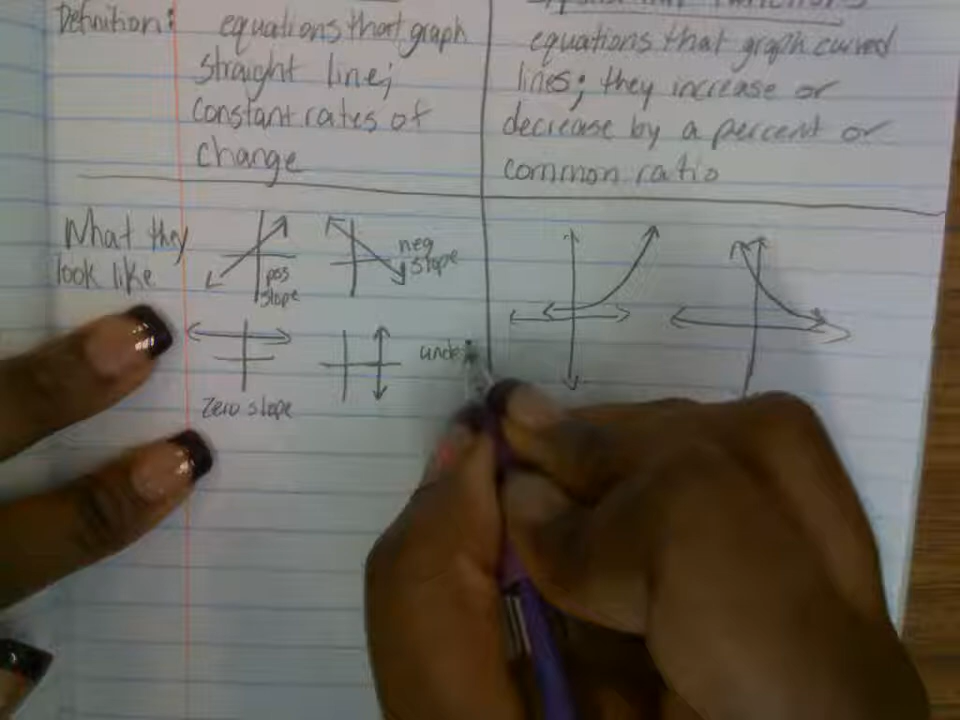 Definition: equations that graph
straight line;
constant rates of
change
equations that graph curved
lines; they increase or
decrease by a percent or
common ratio
What they
look like
pos
slope
neg
slope
zero slope
unde